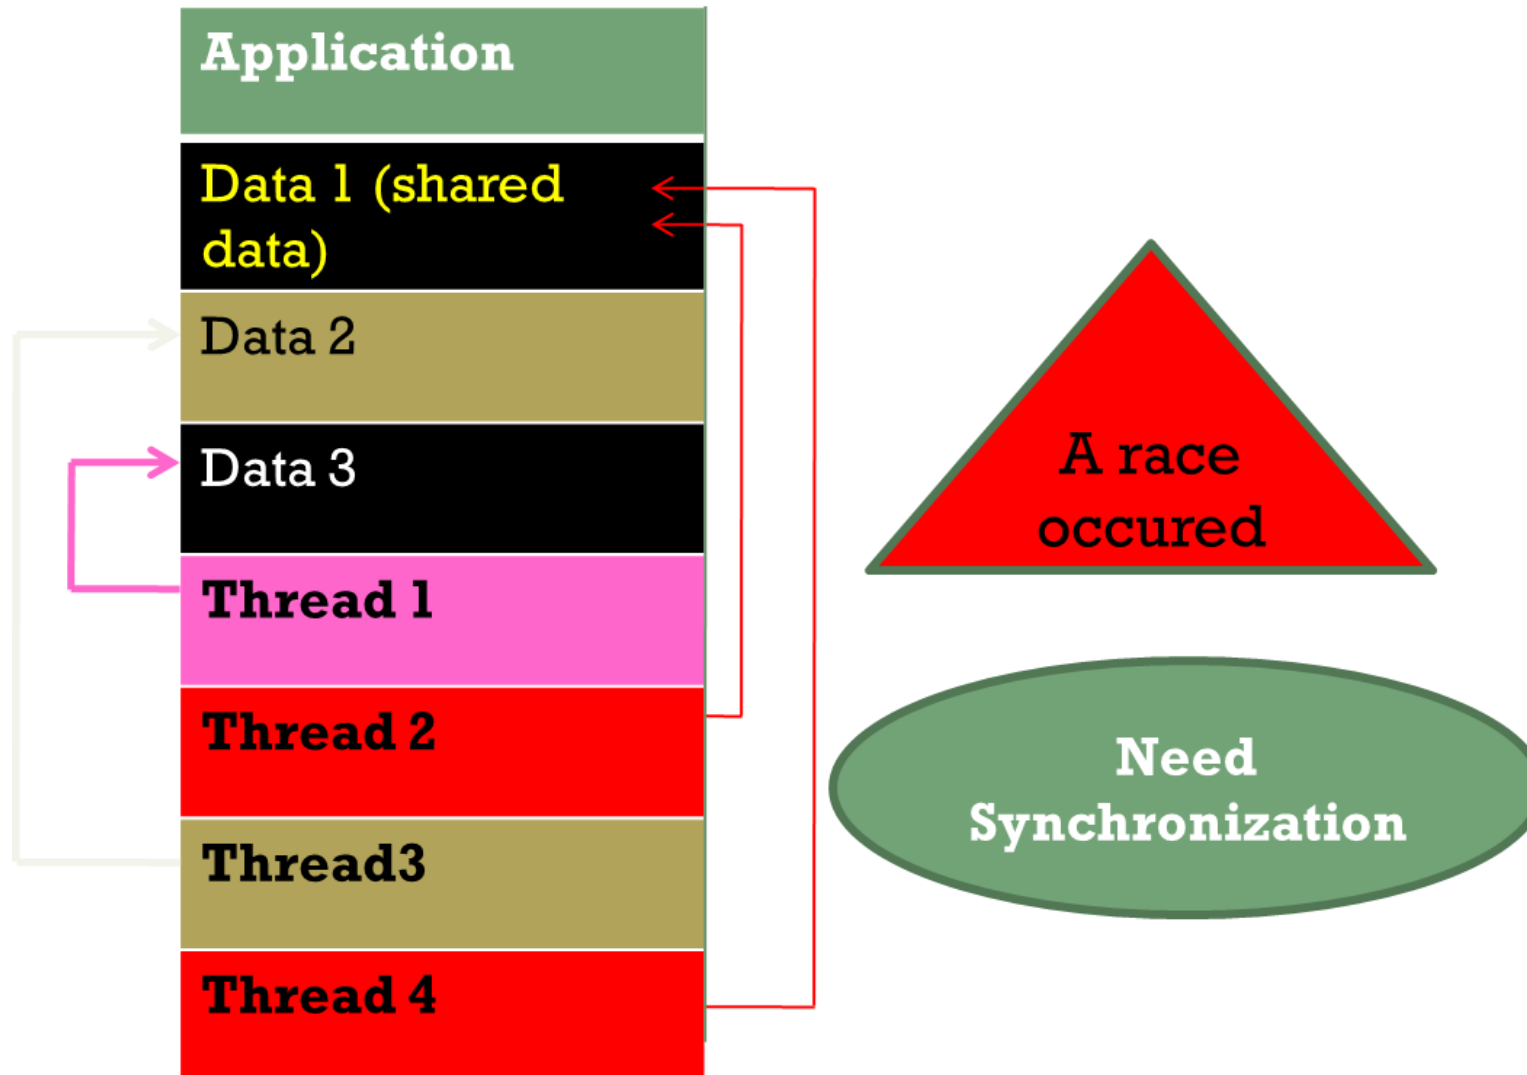 Application
Data 1 (shared
data)
Data 2
Data 3
Thread 1
Thread 2
Thread3
Thread 4
A race
occured
Need
Synchronization